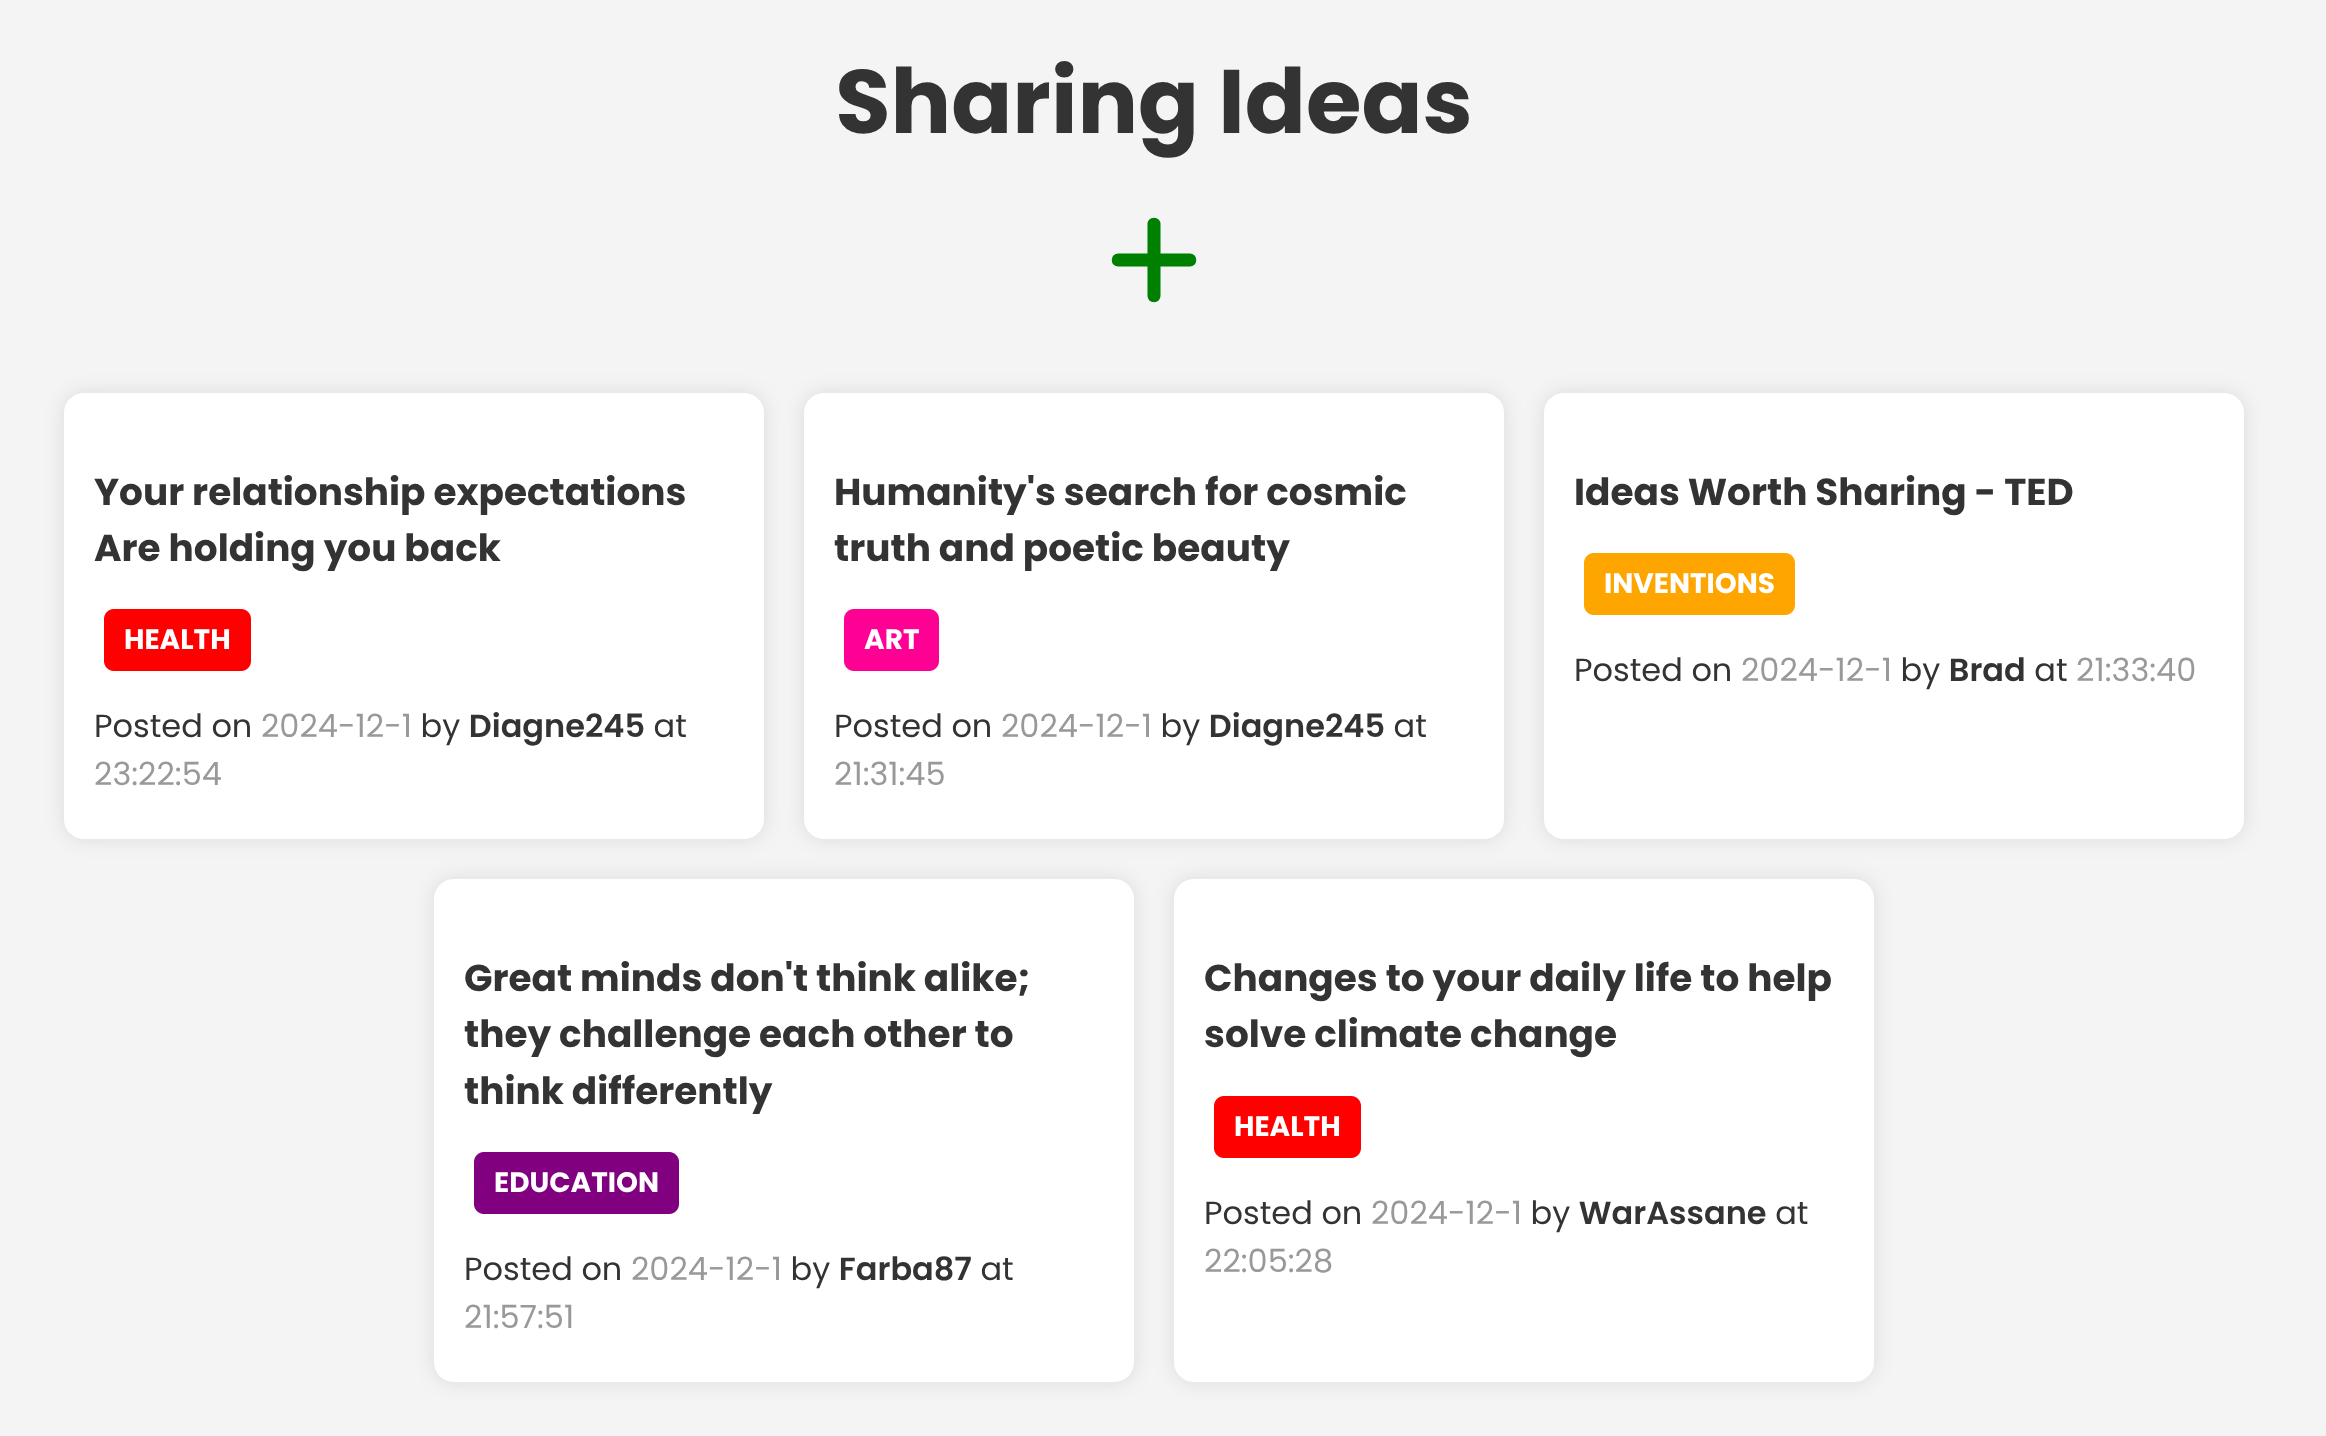 Sharing Ideas
Your relationship expectations
Are holding you back
HEALTH
Posted on 2024-12-1 by Diagne245 at
23:22:54
Humanity's search for cosmic
truth and poetic beauty
ART
Posted on 2024-12-1 by Diagne245 at
21:31:45
Ideas Worth Sharing - TED
INVENTIONS
Posted on 2024-12-1 by Brad at 21:33:40
Great minds don't think alike;
they challenge each other to
think differently
EDUCATION
Posted on 2024-12-1 by Farba87 at
21:57:51
Changes to your daily life to help
solve climate change
HEALTH
Posted on 2024-12-1 by WarAssane at
22:05:28